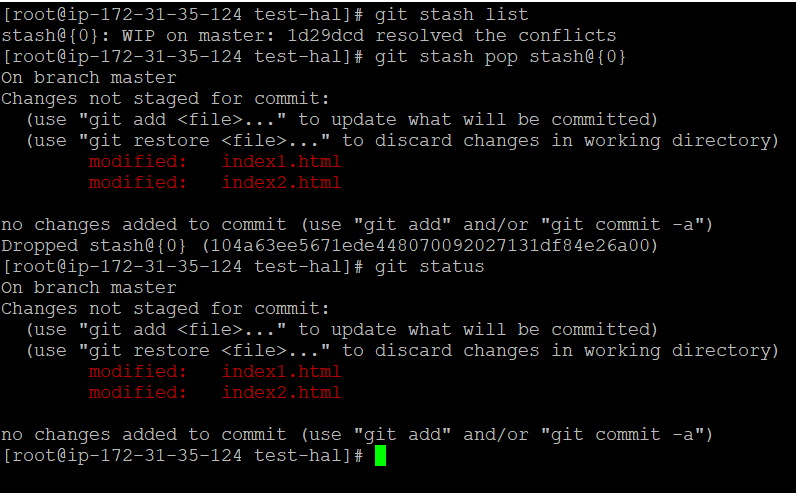 [root@ip-172-31-35-124 test-hal]# git stash list
stash@{0}: WIP on master: 1d29dcd resolved the conflicts
[root@ip-172-31-35-124 test-hal]# git stash pop stash@{0}
On branch master
Changes not staged for commit:
  (use "git add <file>..." to update what will be committed)
  (use "git restore <file>..." to discard changes in working directory)
        modified:   index1.html
        modified:   index2.html

no changes added to commit (use "git add" and/or "git commit -a")
Dropped stash@{0} (104a63ee5671ede448070092027131df84e26a00)
[root@ip-172-31-35-124 test-hal]# git status
On branch master
Changes not staged for commit:
  (use "git add <file>..." to update what will be committed)
  (use "git restore <file>..." to discard changes in working directory)
        modified:   index1.html
        modified:   index2.html

no changes added to commit (use "git add" and/or "git commit -a")
[root@ip-172-31-35-124 test-hal]#